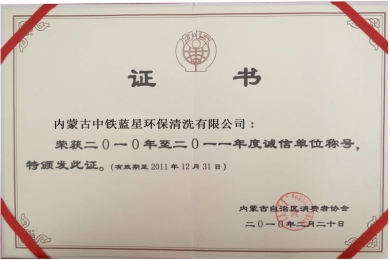 证 书
内蒙古中铁蓝星环保清洗有限公司：
荣获二〇一〇年至二〇一一年度诚信单位称号，
特颁发此证。（有效期至2011年12月31日）
内蒙古自治区消费者协会
二〇一〇年二月二十日